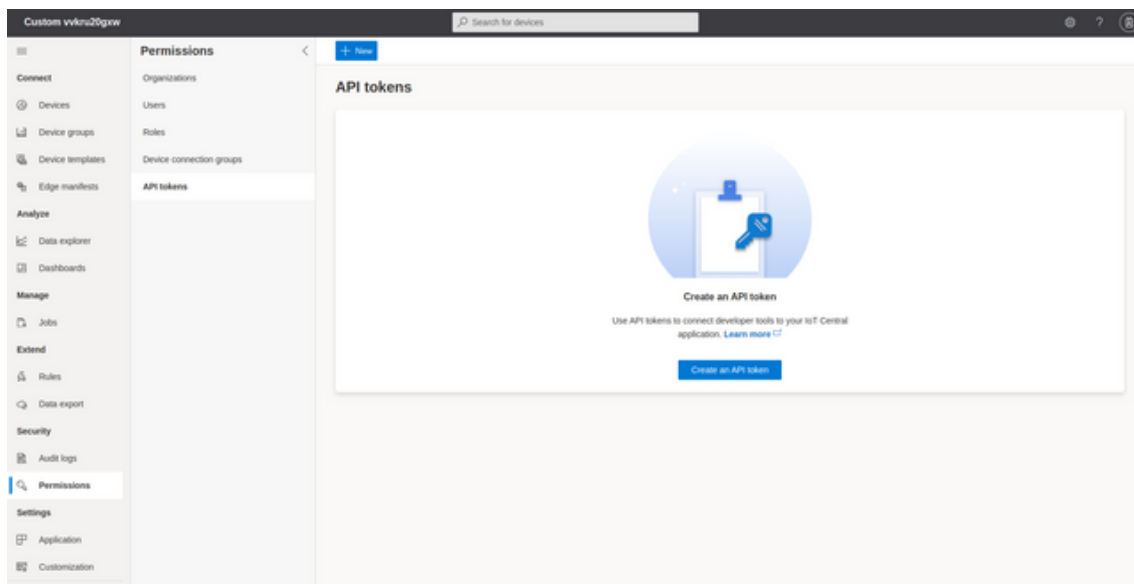 Custom vvkru20gxw
Search for devices
?
Connect
Devices
Device groups
Device templates
Edge manifests
Analyze
Data explorer
Dashboards
Manage
Jobs
Extend
Rules
Data export
Security
Audit logs
Permissions
Settings
Application
Customization
Permissions
Organizations
Users
Roles
Device connection groups
API tokens
+ New
API tokens
Create an API token
Use API tokens to connect developer tools to your IoT Central
application. Learn more
Create an API token